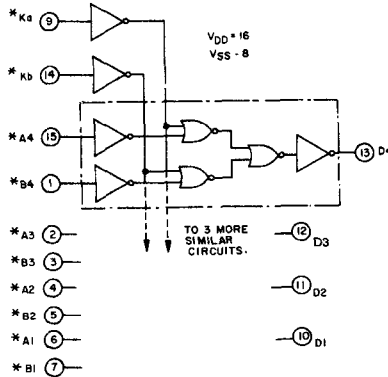 *Ka 9
VDD = 16
VSS - 8
*Kb 14
*A4 15
13 D4
*B4 1
*A3 2
TO 3 MORE
SIMILAR
CIRCUITS.
12 D3
*B3 3
*A2 4
11 D2
*B2 5
*A1 6
10 D1
*B1 7